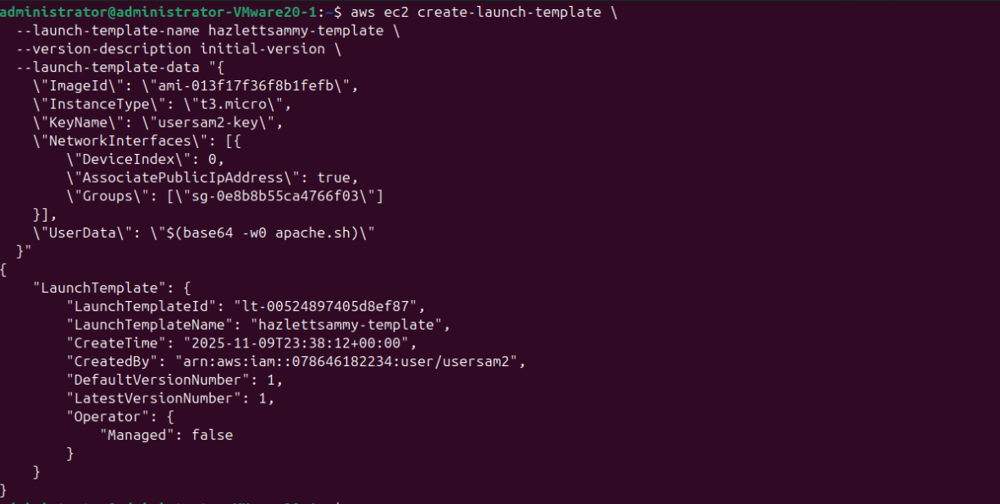 administrator@administrator-VMware20-1:~$ aws ec2 create-launch-template \
  --launch-template-name hazlettsammy-template \
  --version-description initial-version \
  --launch-template-data "{
    \"ImageId\": \"ami-013f17f36f8b1fefb\",
    \"InstanceType\": \"t3.micro\",
    \"KeyName\": \"usersam2-key\",
    \"NetworkInterfaces\": [{
        \"DeviceIndex\": 0,
        \"AssociatePublicIpAddress\": true,
        \"Groups\": [\"sg-0e8b8b55ca4766f03\"]
    }],
    \"UserData\": \"$(base64 -w0 apache.sh)\"
  }"
{
    "LaunchTemplate": {
        "LaunchTemplateId": "lt-00524897405d8ef87",
        "LaunchTemplateName": "hazlettsammy-template",
        "CreateTime": "2025-11-09T23:38:12+00:00",
        "CreatedBy": "arn:aws:iam::078646182234:user/usersam2",
        "DefaultVersionNumber": 1,
        "LatestVersionNumber": 1,
        "Operator": {
            "Managed": false
        }
    }
}